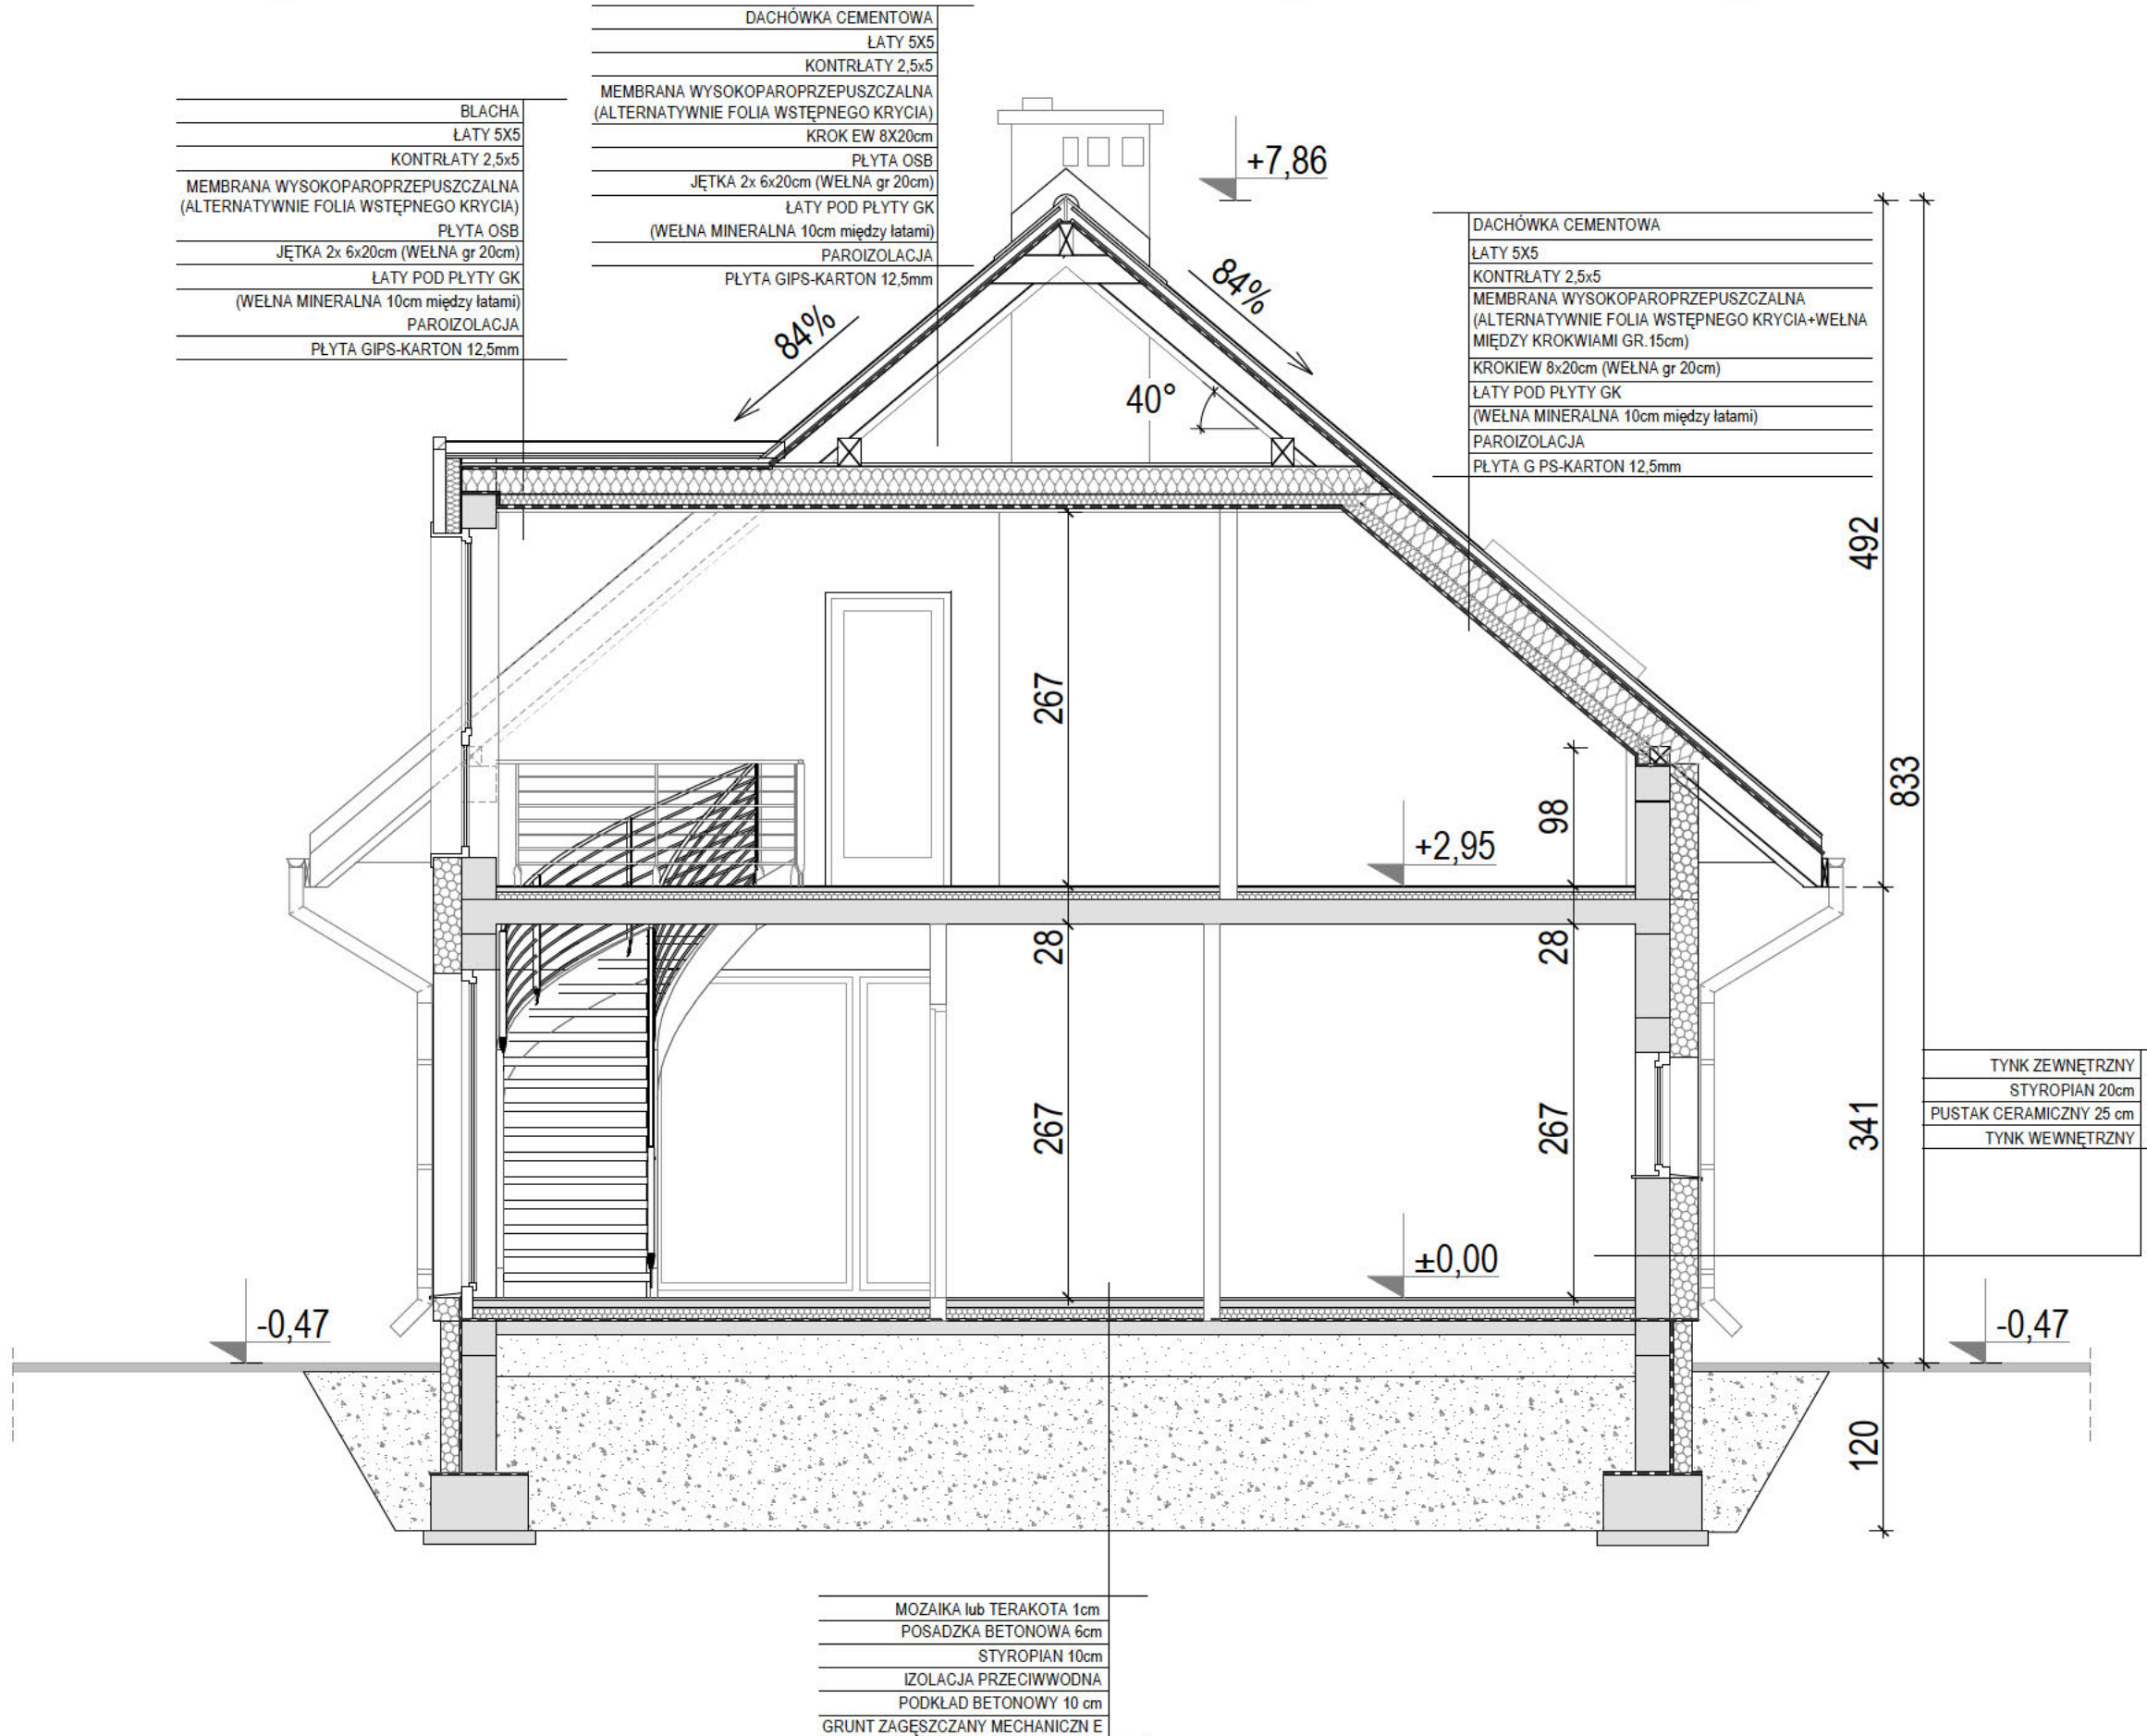 DACHÓWKA CEMENTOWA
ŁATY 5X5
KONTRŁATY 2,5x5
MEMBRANA WYSOKOPAROPRZEPUSZCZALNA
(ALTERNATYWNIE FOLIA WSTĘPNEGO KRYCIA)
KROK EW 8X20cm
PŁYTA OSB
JĘTKA 2x 6x20cm (WEŁNA gr 20cm)
ŁATY POD PŁYTY GK
(WEŁNA MINERALNA 10cm między łatami)
PAROIZOLACJA
PŁYTA GIPS-KARTON 12,5mm
BLACHA
ŁATY 5X5
KONTRŁATY 2,5x5
MEMBRANA WYSOKOPAROPRZEPUSZCZALNA
(ALTERNATYWNIE FOLIA WSTĘPNEGO KRYCIA)
PŁYTA OSB
JĘTKA 2x 6x20cm (WEŁNA gr 20cm)
ŁATY POD PŁYTY GK
(WEŁNA MINERALNA 10cm między łatami)
PAROIZOLACJA
PŁYTA GIPS-KARTON 12,5mm
+7,86
DACHÓWKA CEMENTOWA
ŁATY 5X5
KONTRŁATY 2,5x5
MEMBRANA WYSOKOPAROPRZEPUSZCZALNA
(ALTERNATYWNIE FOLIA WSTĘPNEGO KRYCIA+WEŁNA
MIĘDZY KROKWIAMI GR.15cm)
KROKIEW 8x20cm (WEŁNA gr 20cm)
ŁATY POD PŁYTY GK
(WEŁNA MINERALNA 10cm między łatami)
PAROIZOLACJA
PŁYTA G PS-KARTON 12,5mm
84%
84%
40°
492
267
833
98
+2,95
28
28
267
267
341
TYNK ZEWNĘTRZNY
STYROPIAN 20cm
PUSTAK CERAMICZNY 25 cm
TYNK WEWNĘTRZNY
±0,00
-0,47
-0,47
120
MOZAIKA lub TERAKOTA 1cm
POSADZKA BETONOWA 6cm
STYROPIAN 10cm
IZOLACJA PRZECIWWODNA
PODKŁAD BETONOWY 10 cm
GRUNT ZAGĘSZCZANY MECHANICZN E